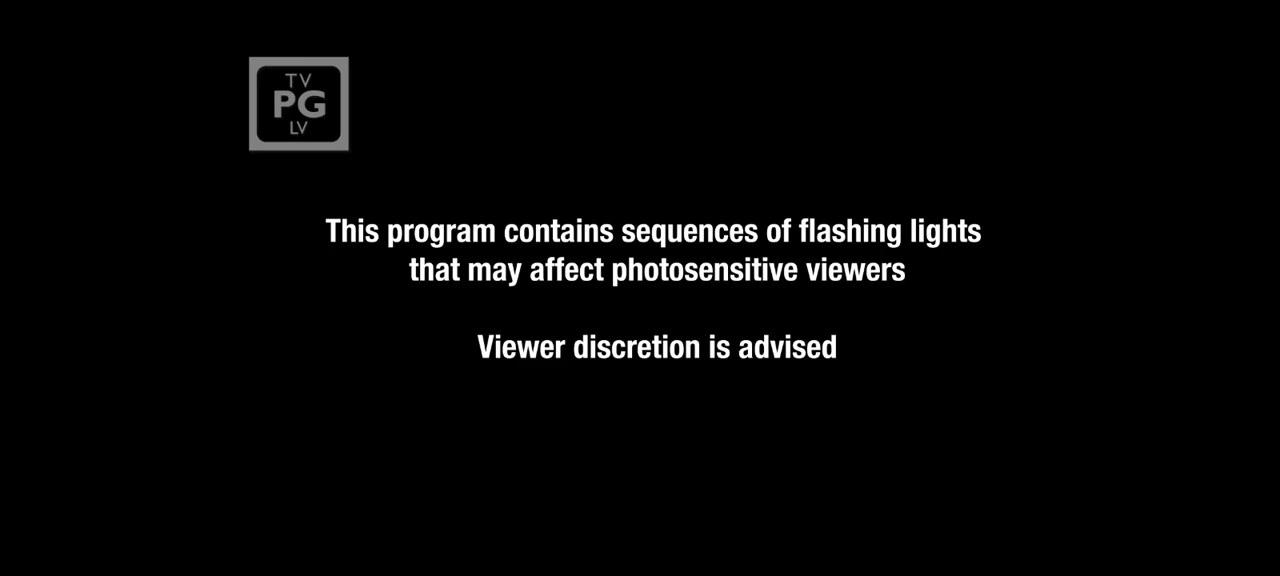 TV
PG
LV
This program contains sequences of flashing lights
that may affect photosensitive viewers
Viewer discretion is advised